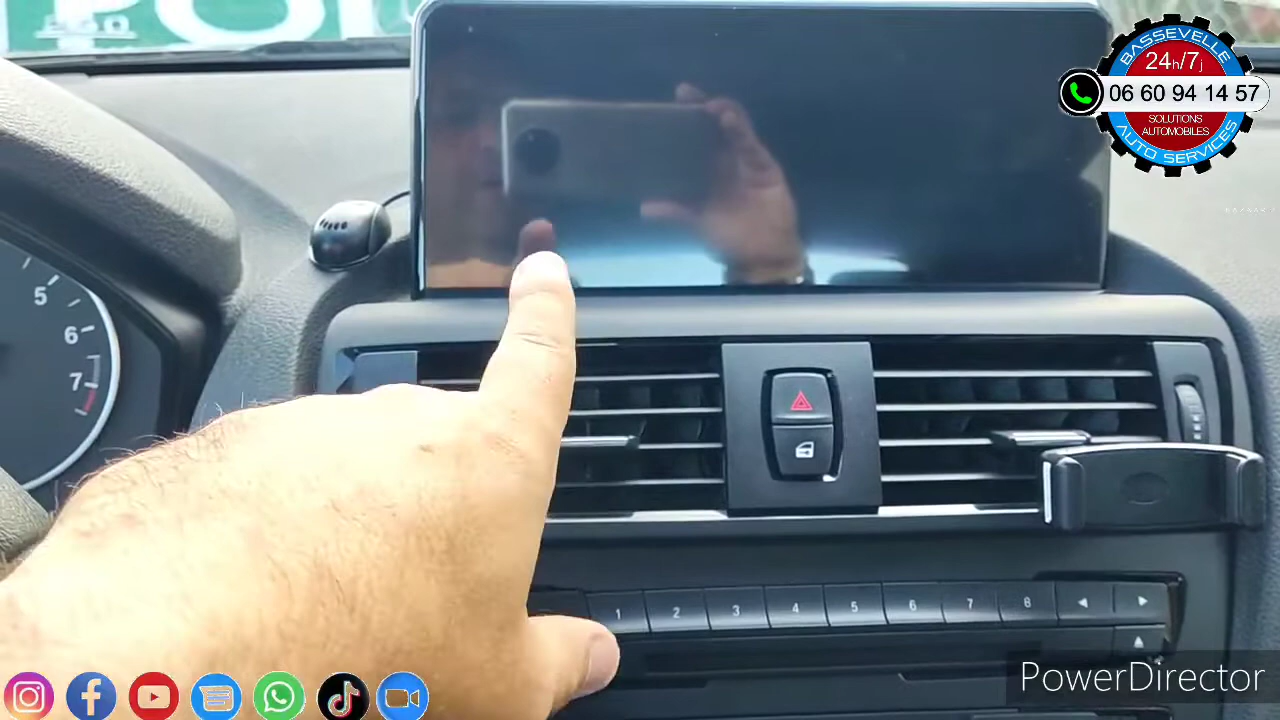 BASSEVELLE
24h/7j
06 60 94 14 57
SOLUTIONS
AUTOMOBILES
AUTO SERVICES
5
6
7
1 2 3 4 5 6 7 8
PowerDirector